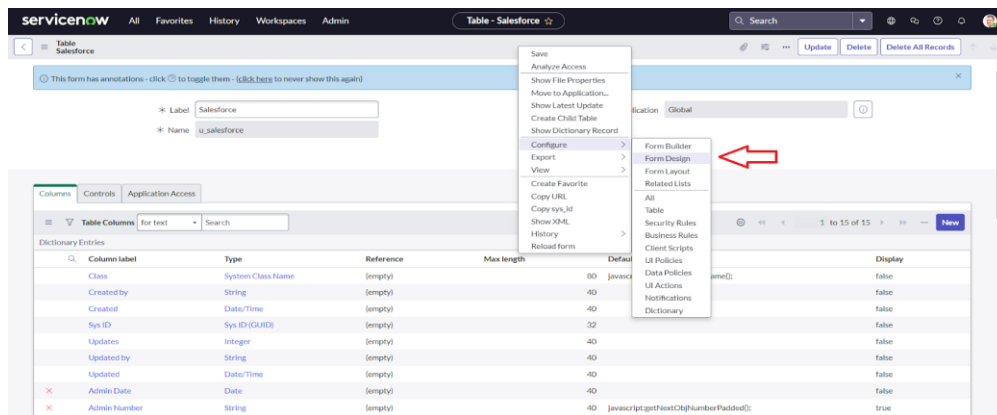 servicenow All Favorites History Workspaces Admin Table - Salesforce Search
Table
Salesforce
Update Delete Delete All Records
This form has annotations - click to toggle them - (click here to never show this again)
Label Salesforce
Name u_salesforce
lication Global
Save
Analyze Access
Show File Properties
Move to Application...
Show Latest Update
Create Child Table
Show Dictionary Record
Configure
Export
View
Create Favorite
Copy URL
Copy sys_id
Show XML
History
Reload form
Form Builder
Form Design
Form Layout
Related Lists
All
Table
Security Rules
Business Rules
Client Scripts
UI Policies
Data Policies
UI Actions
Notifications
Dictionary
Columns Controls Application Access
Table Columns for text Search 1 to 15 of 15 New
Dictionary Entries
Column label Type Reference Max length Defaul Display
Class System Class Name (empty) 80 javascr ame(); false
Created by String (empty) 40 false
Created Date/Time (empty) 40 false
Sys ID Sys ID (GUID) (empty) 32 false
Updates Integer (empty) 40 false
Updated by String (empty) 40 false
Updated Date/Time (empty) 40 false
Admin Date Date (empty) 40 false
Admin Number String (empty) 40 javascript:getNextObjNumberPadded(); true